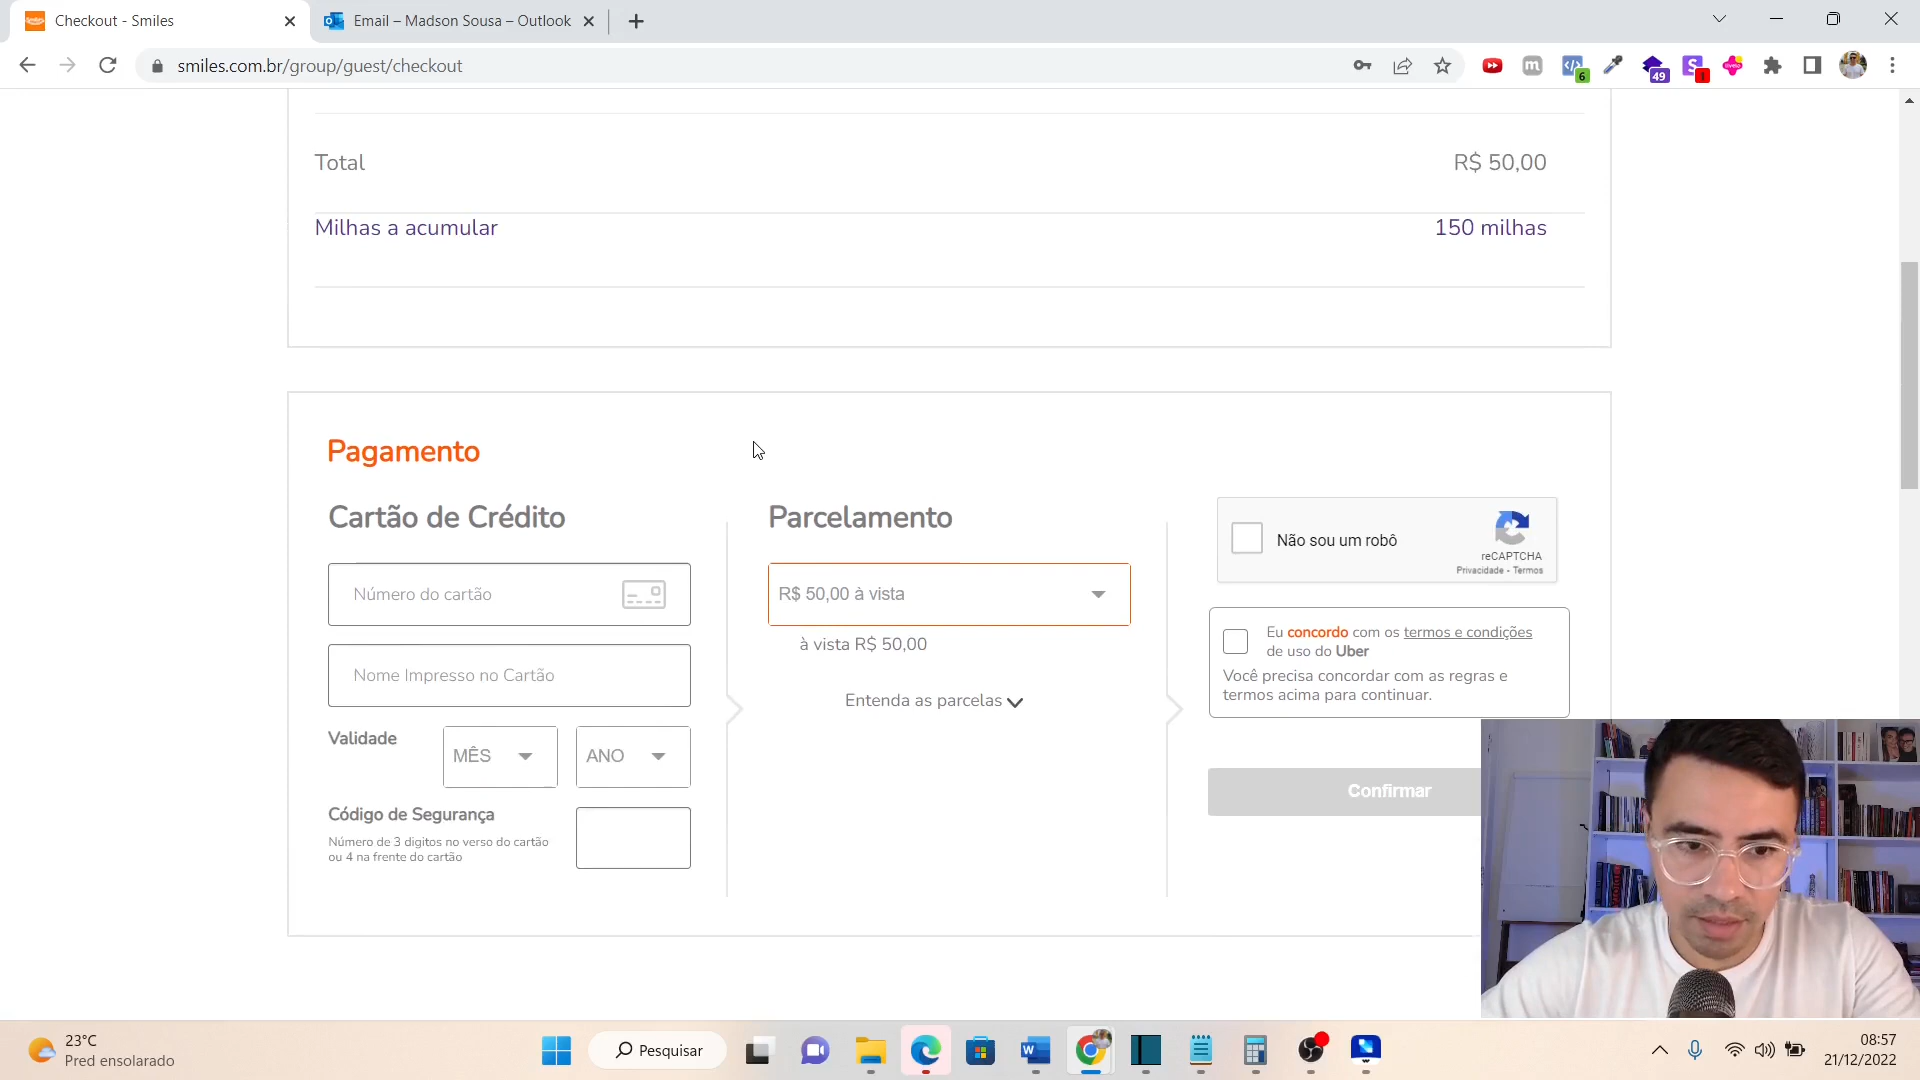 Checkout - Smiles
Email – Madson Sousa – Outlook
smiles.com.br/group/guest/checkout
6
49
1
Total
R$ 50,00
Milhas a acumular
150 milhas
Pagamento
Cartão de Crédito
Número do cartão
Nome Impresso no Cartão
Validade
MÊS
ANO
Código de Segurança
Número de 3 digitos no verso do cartão
ou 4 na frente do cartão
Parcelamento
R$ 50,00 à vista
à vista R$ 50,00
Entenda as parcelas
Não sou um robô
reCAPTCHA
Privacidade - Termos
Eu concordo com os termos e condições
de uso do Uber
Você precisa concordar com as regras e
termos acima para continuar.
Confirmar
23°C
Pred ensolarado
Pesquisar
08:57
21/12/2022